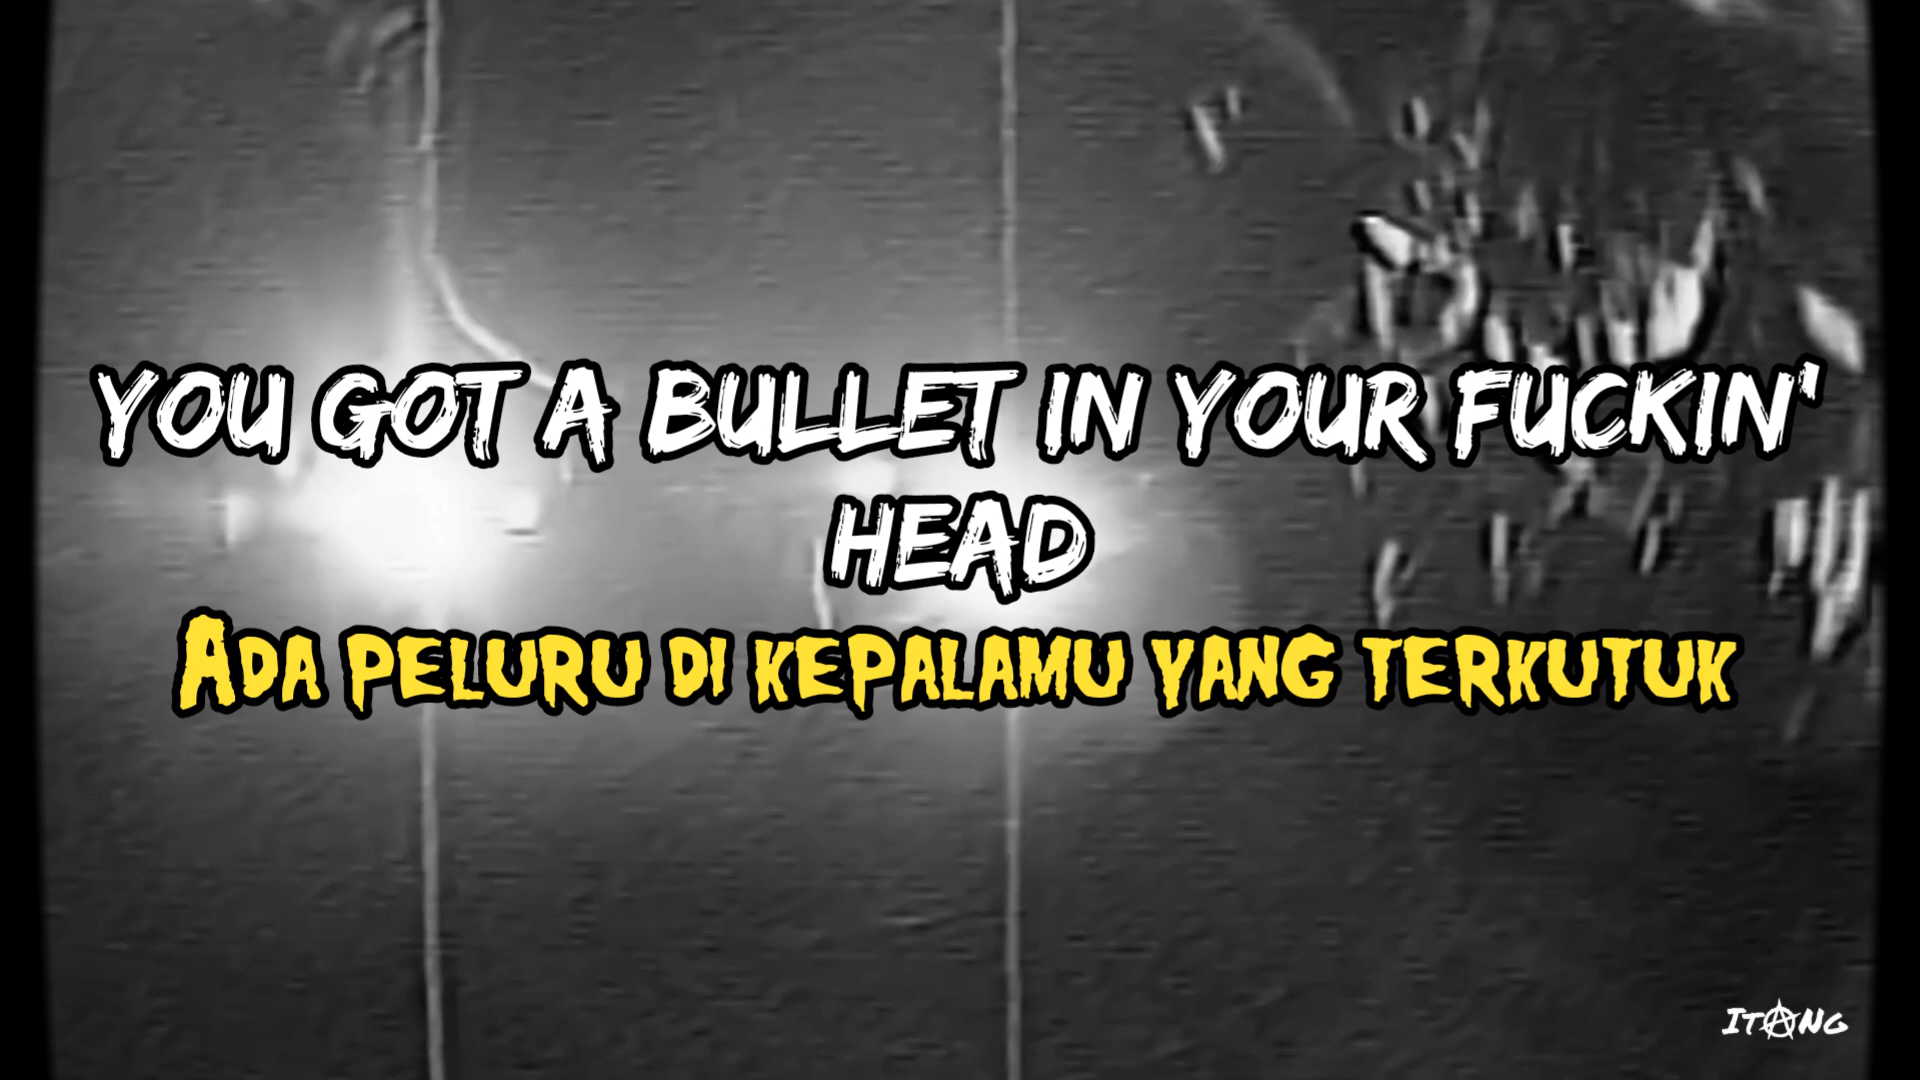 YOU GOT A BULLET IN YOUR FUCKIN'
HEAD
ADA PELURU DI KEPALAMU YANG TERKUTUK
ITANG